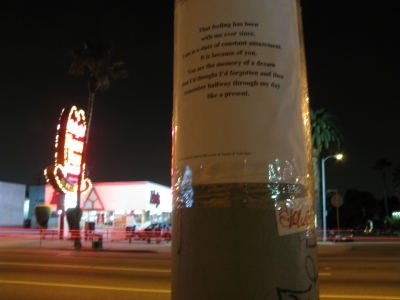 That feeling has been
with me ever since.
I am in a state of constant amusement.
It is because of you.
You are the memory of a dream
that I'd thought I'd forgotten and then
remember halfway through my day
like a present.